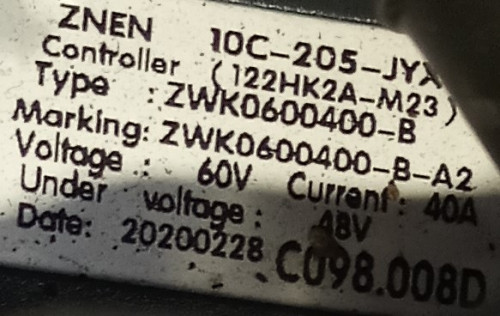 ZNEN 10C-205-JYX
Controller (122HK2A-M23)
Type : ZWK0600400-B
Marking: ZWK0600400-B-A2
Voltage : 60V Current: 40A
Under voltage: 48V
Date: 20200228 C098.008D